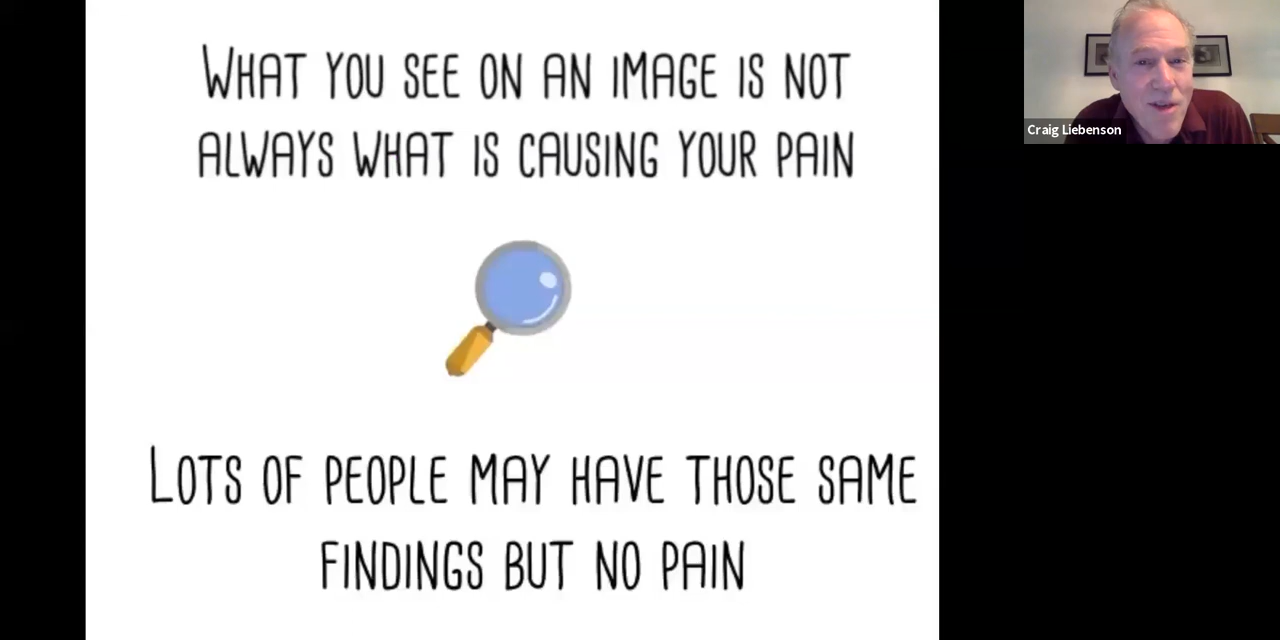 WHAT YOU SEE ON AN IMAGE IS NOT
ALWAYS WHAT IS CAUSING YOUR PAIN
LOTS OF PEOPLE MAY HAVE THOSE SAME
FINDINGS BUT NO PAIN
Craig Liebenson